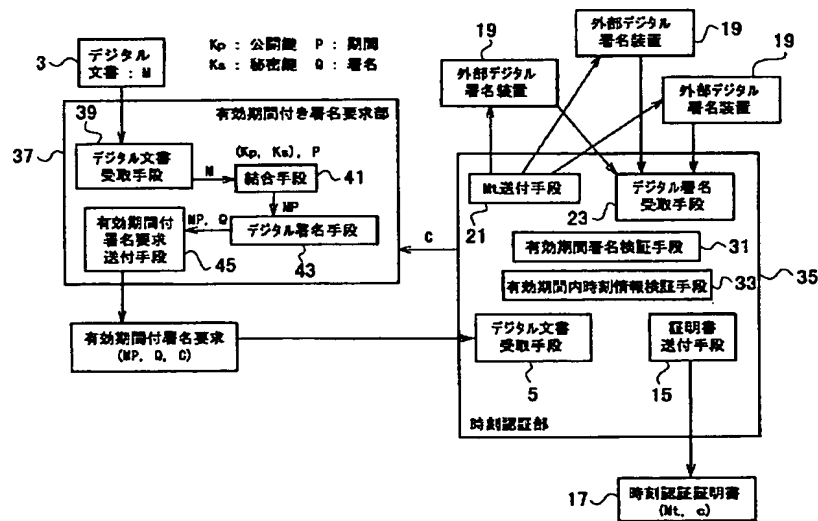 Kp : 公開鍵 P : 期間
Ks : 秘密鍵 Q : 署名
3
デジタル
文書 : M
19
外部デジタル
署名装置
19
外部デジタル
署名装置
19
外部デジタル
署名装置
有効期間付き署名要求部
37
39
デジタル文書
受取手段
M
(Kp, Ks), P
結合手段
41
MP
デジタル署名手段
43
MP, Q
有効期間付
署名要求
送付手段
45
C
Mt送付手段
21
デジタル署名
受取手段
23
有効期間署名検証手段
31
有効期間内時刻情報検証手段
33
35
有効期間付署名要求
(MP, Q, C)
デジタル文書
受取手段
5
証明書
送付手段
15
時刻認証部
17
時刻認証証明書
(Mt, c)